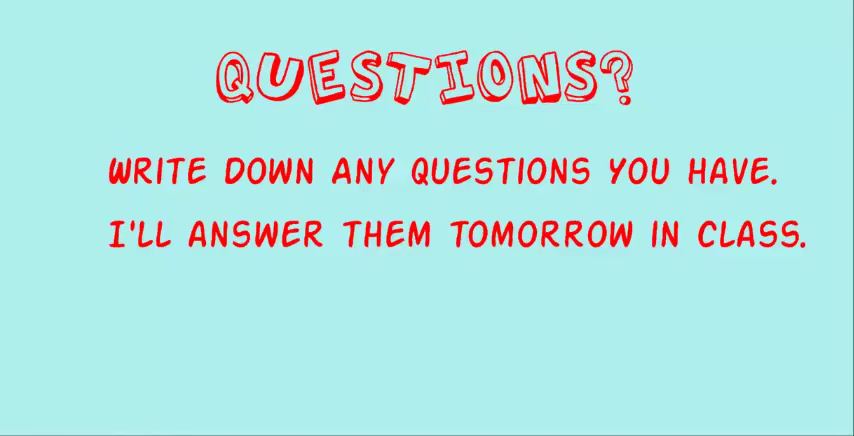 QUESTIONS?
WRITE DOWN ANY QUESTIONS YOU HAVE.
I'LL ANSWER THEM TOMORROW IN CLASS.